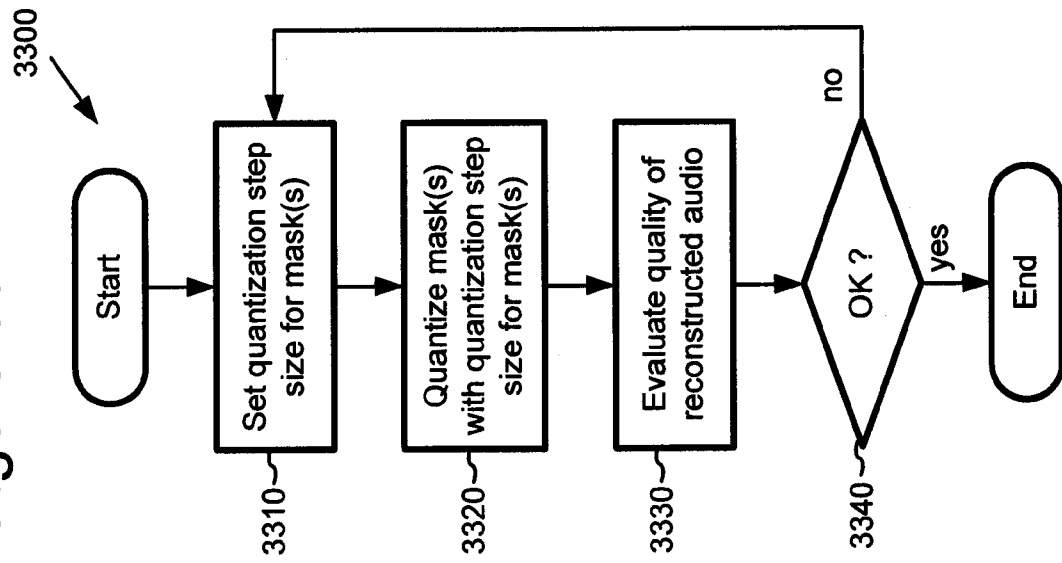 3300
Start
Set quantization step
size for mask(s)
3310
Quantize mask(s)
with quantization step
size for mask(s)
3320
Evaluate quality of
reconstructed audio
3330
OK ?
3340
no
yes
End